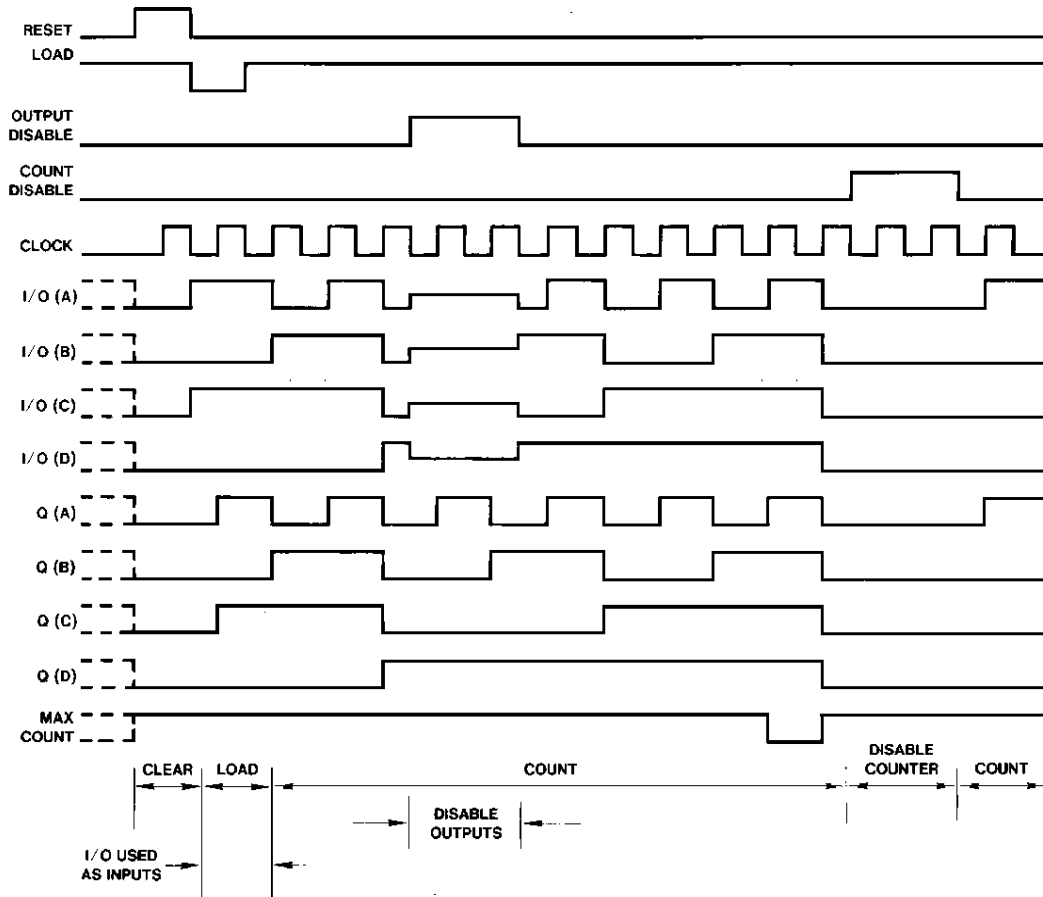 RESET
LOAD
OUTPUT
DISABLE
COUNT
DISABLE
CLOCK
I/O (A)
I/O (B)
I/O (C)
I/O (D)
Q (A)
Q (B)
Q (C)
Q (D)
MAX
COUNT
CLEAR
LOAD
COUNT
DISABLE
COUNTER
COUNT
DISABLE
OUTPUTS
I/O USED
AS INPUTS